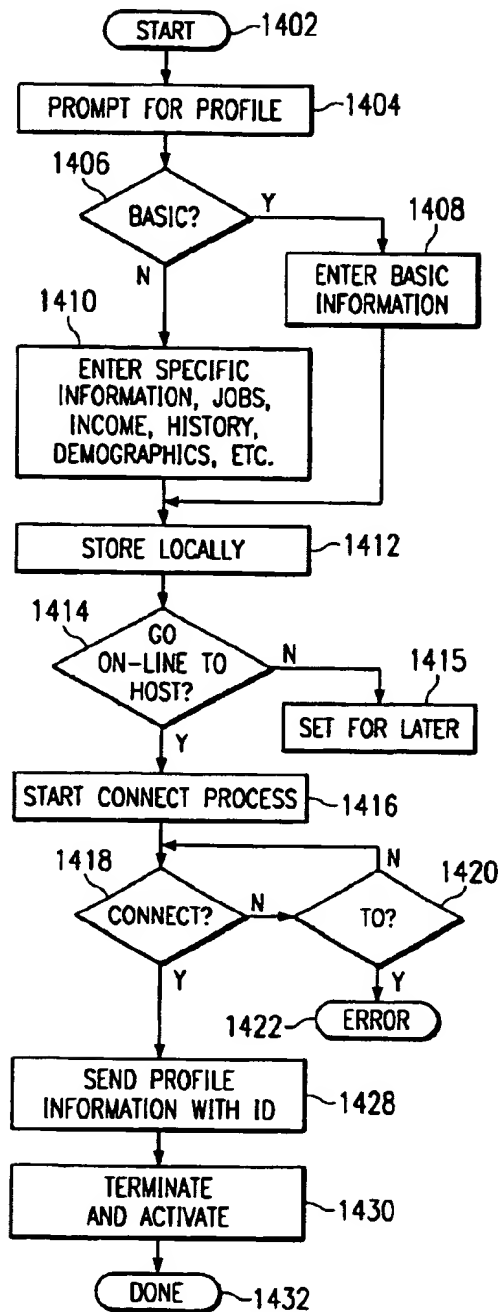 START
1402
PROMPT FOR PROFILE
1404
1406
BASIC?
Y
N
1408
ENTER BASIC
INFORMATION
1410
ENTER SPECIFIC
INFORMATION, JOBS,
INCOME, HISTORY,
DEMOGRAPHICS, ETC.
STORE LOCALLY
1412
1414
GO
ON-LINE TO
HOST?
N
Y
1415
SET FOR LATER
START CONNECT PROCESS
1416
1418
CONNECT?
N
Y
N
1420
TO?
Y
1422
ERROR
SEND PROFILE
INFORMATION WITH ID
1428
TERMINATE
AND ACTIVATE
1430
DONE
1432